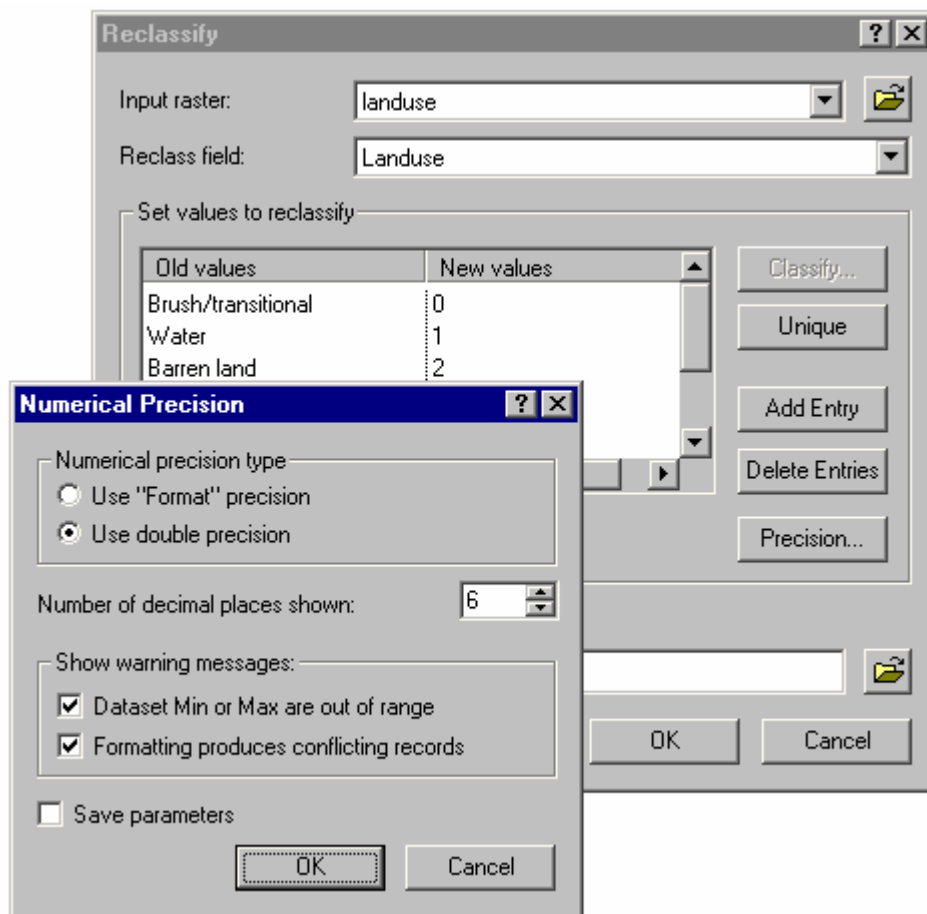 Reclassify
Input raster: landuse
Reclass field: Landuse
Set values to reclassify
Old values New values
Brush/transitional 0
Water 1
Barren land 2
Classify...
Unique
Add Entry
Delete Entries
Precision...
OK Cancel
Numerical Precision
Numerical precision type
Use "Format" precision
Use double precision
Number of decimal places shown: 6
Show warning messages:
Dataset Min or Max are out of range
Formatting produces conflicting records
Save parameters
OK Cancel